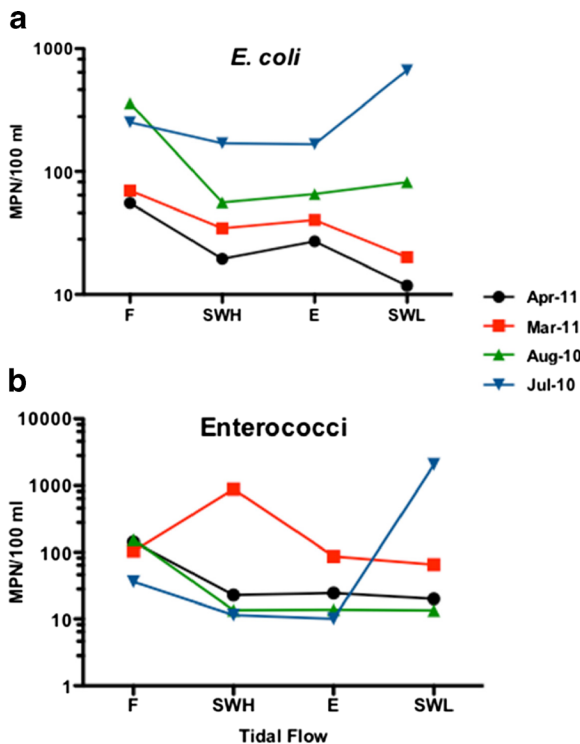 a
E. coli
1000
100
10
MPN/100 ml
F SWH E SWL
Apr-11
Mar-11
Aug-10
Jul-10
b
Enterococci
10000
1000
100
10
1
MPN/100 ml
F SWH E SWL
Tidal Flow